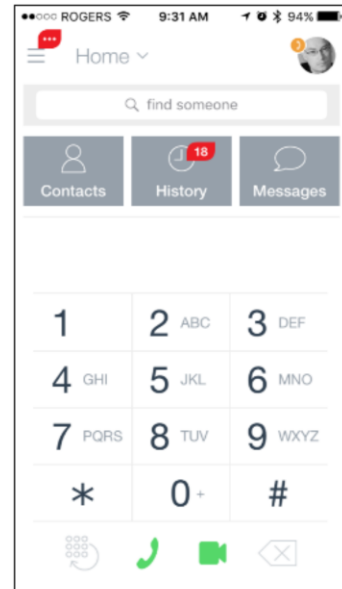 ROGERS 9:31 AM 94%
Home
find someone
18
Contacts History Messages
1 2 ABC 3 DEF
4 GHI 5 JKL 6 MNO
7 PQRS 8 TUV 9 WXYZ
* 0 + #